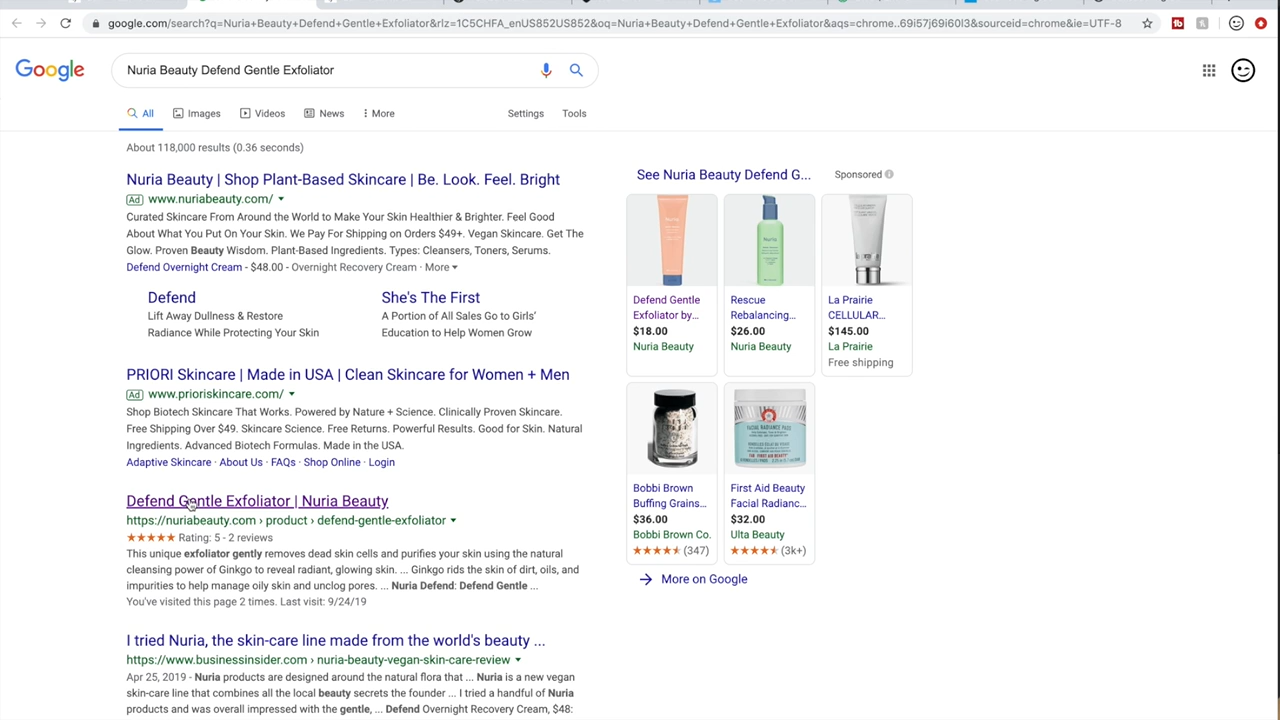 google.com/search?q=Nuria+Beauty+Defend+Gentle+Exfoliator&rlz=1C5CHFA_enUS852US852&oq=Nuria+Beauty+Defend+Gentle+Exfoliator&aqs=chrome..69i57j69i60l3&sourceid=chrome&ie=UTF-8
Google
Nuria Beauty Defend Gentle Exfoliator
All Images Videos News More Settings Tools
About 118,000 results (0.36 seconds)
Nuria Beauty | Shop Plant-Based Skincare | Be. Look. Feel. Bright
Ad www.nuriabeauty.com/
Curated Skincare From Around the World to Make Your Skin Healthier & Brighter. Feel Good
About What You Put On Your Skin. We Pay For Shipping on Orders $49+. Vegan Skincare. Get The
Glow. Proven Beauty Wisdom. Plant-Based Ingredients. Types: Cleansers, Toners, Serums.
Defend Overnight Cream - $48.00 - Overnight Recovery Cream · More
Defend
Lift Away Dullness & Restore
Radiance While Protecting Your Skin
She's The First
A Portion of All Sales Go to Girls'
Education to Help Women Grow
PRIORI Skincare | Made in USA | Clean Skincare for Women + Men
Ad www.prioriskincare.com/
Shop Biotech Skincare That Works. Powered by Nature + Science. Clinically Proven Skincare.
Free Shipping Over $49. Skincare Science. Free Returns. Powerful Results. Good for Skin. Natural
Ingredients. Advanced Biotech Formulas. Made in the USA.
Adaptive Skincare · About Us · FAQs · Shop Online · Login
Defend Gentle Exfoliator | Nuria Beauty
https://nuriabeauty.com › product › defend-gentle-exfoliator
Rating: 5 - 2 reviews
This unique exfoliator gently removes dead skin cells and purifies your skin using the natural
cleansing power of Ginkgo to reveal radiant, glowing skin. ... Ginkgo rids the skin of dirt, oils, and
impurities to help manage oily skin and unclog pores. ... Nuria Defend: Defend Gentle ...
You've visited this page 2 times. Last visit: 9/24/19
I tried Nuria, the skin-care line made from the world's beauty ...
https://www.businessinsider.com › nuria-beauty-vegan-skin-care-review
Apr 25, 2019 - Nuria products are designed around the natural flora that ... Nuria is a new vegan
skin-care line that combines all the local beauty secrets the founder ... I tried a handful of Nuria
products and was overall impressed with the gentle, ... Defend Overnight Recovery Cream, $48:
See Nuria Beauty Defend G...
Sponsored
Defend Gentle
Exfoliator by...
$18.00
Nuria Beauty
Rescue
Rebalancing...
$26.00
Nuria Beauty
La Prairie
CELLULAR...
$145.00
La Prairie
Free shipping
Bobbi Brown
Buffing Grains...
$36.00
Bobbi Brown Co.
(347)
First Aid Beauty
Facial Radianc...
$32.00
Ulta Beauty
(3k+)
More on Google